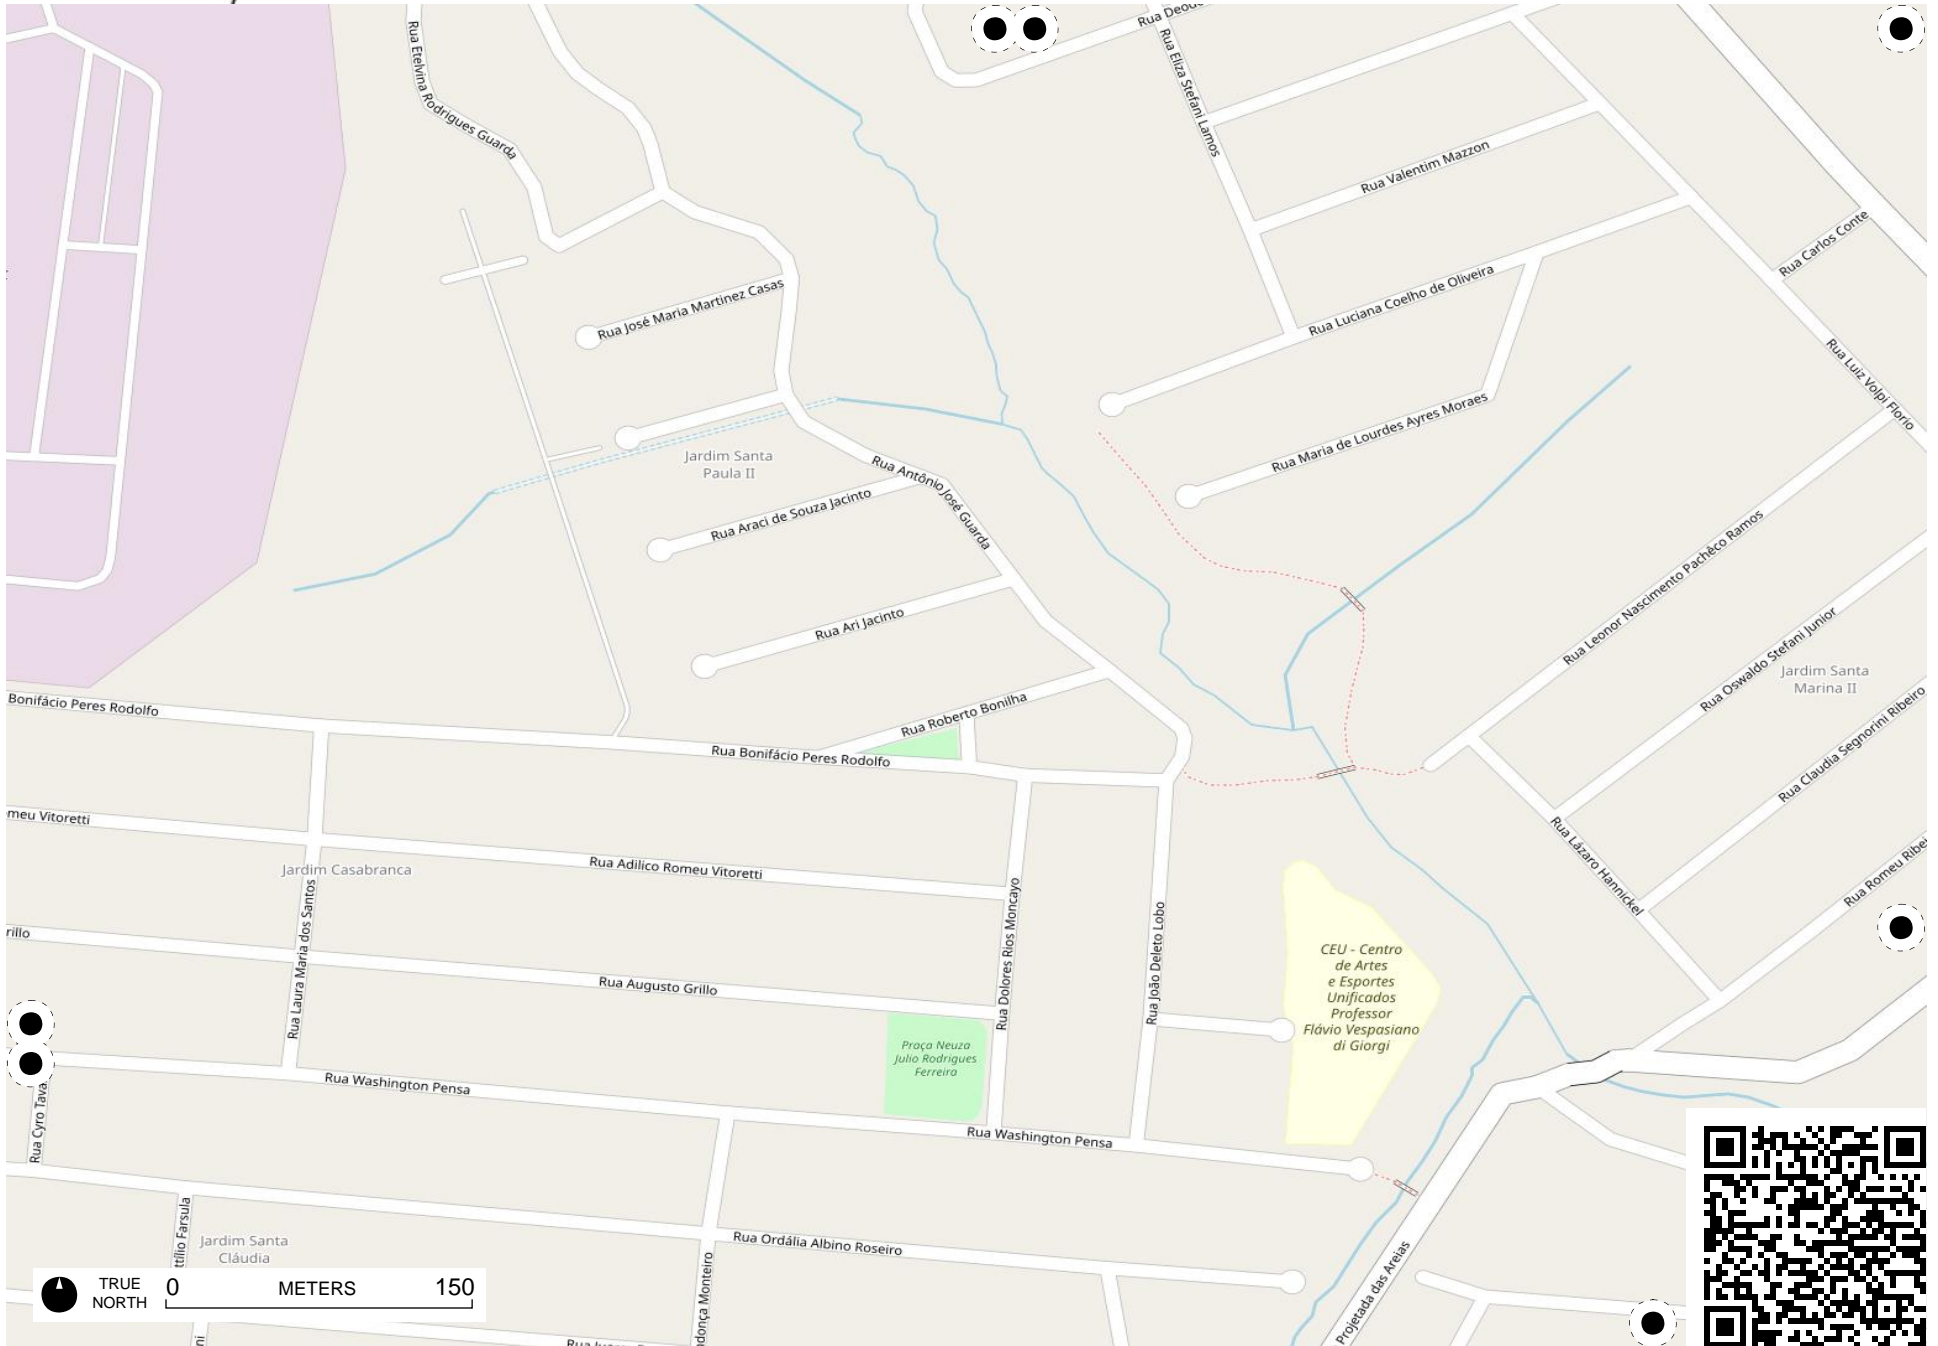 Rua Etelvina Rodrigues Guarda
Rua Eliza Stefani Lamos
Rua Valentim Mazzon
Rua Carlos Conte
Rua José Maria Martinez Casas
Rua Luciana Coelho de Oliveira
Rua Luiz Volpi Florio
Rua Maria de Lourdes Ayres Moraes
Jardim Santa
Paula II
Rua Antônio José Guarda
Rua Araci de Souza Jacinto
Rua Leonor Nascimento Pachêco Ramos
Rua Ari Jacinto
Rua Oswaldo Stefani Junior
Jardim Santa
Marina II
Bonifácio Peres Rodolfo
Rua Roberto Bonilha
Rua Bonifácio Peres Rodolfo
Rua Claudia Segnorini Ribeiro
meu Vitoretti
Rua Adilico Romeu Vitoretti
Jardim Casabranca
Rua Lázaro Hannickel
Rua Romeu Ribei
Rua Laura Maria dos Santos
Rua Dolores Rios Moncayo
Rua João Deleto Lobo
rillo
Rua Augusto Grillo
CEU - Centro
de Artes
e Esportes
Unificados
Professor
Flávio Vespasiano
di Giorgi
Praça Neuza
Julio Rodrigues
Ferreira
Rua Washington Pensa
Rua Cyro Tava
Rua Washington Pensa
ttílio Farsula
Jardim Santa
Cláudia
Rua Ordália Albino Roseiro
donça Monteiro
Projetada das Areias
TRUE
NORTH
0 METERS 150
ni